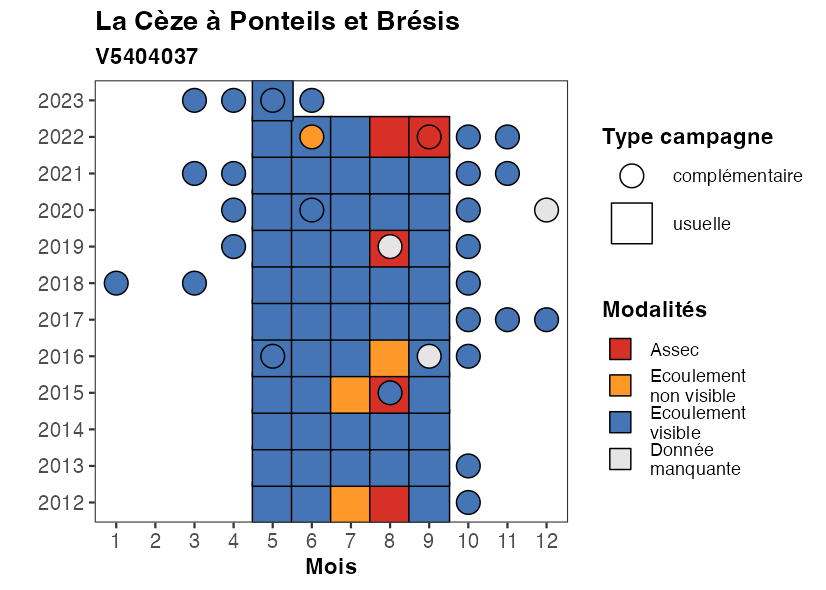 La Cèze à Ponteils et Brésis
V5404037
2023
2022
2021
2020
2019
2018
2017
2016
2015
2014
2013
2012
1 2 3 4 5 6 7 8 9 10 11 12
Mois
Type campagne
complémentaire
usuelle
Modalités
Assec
Ecoulement
non visible
Ecoulement
visible
Donnée
manquante